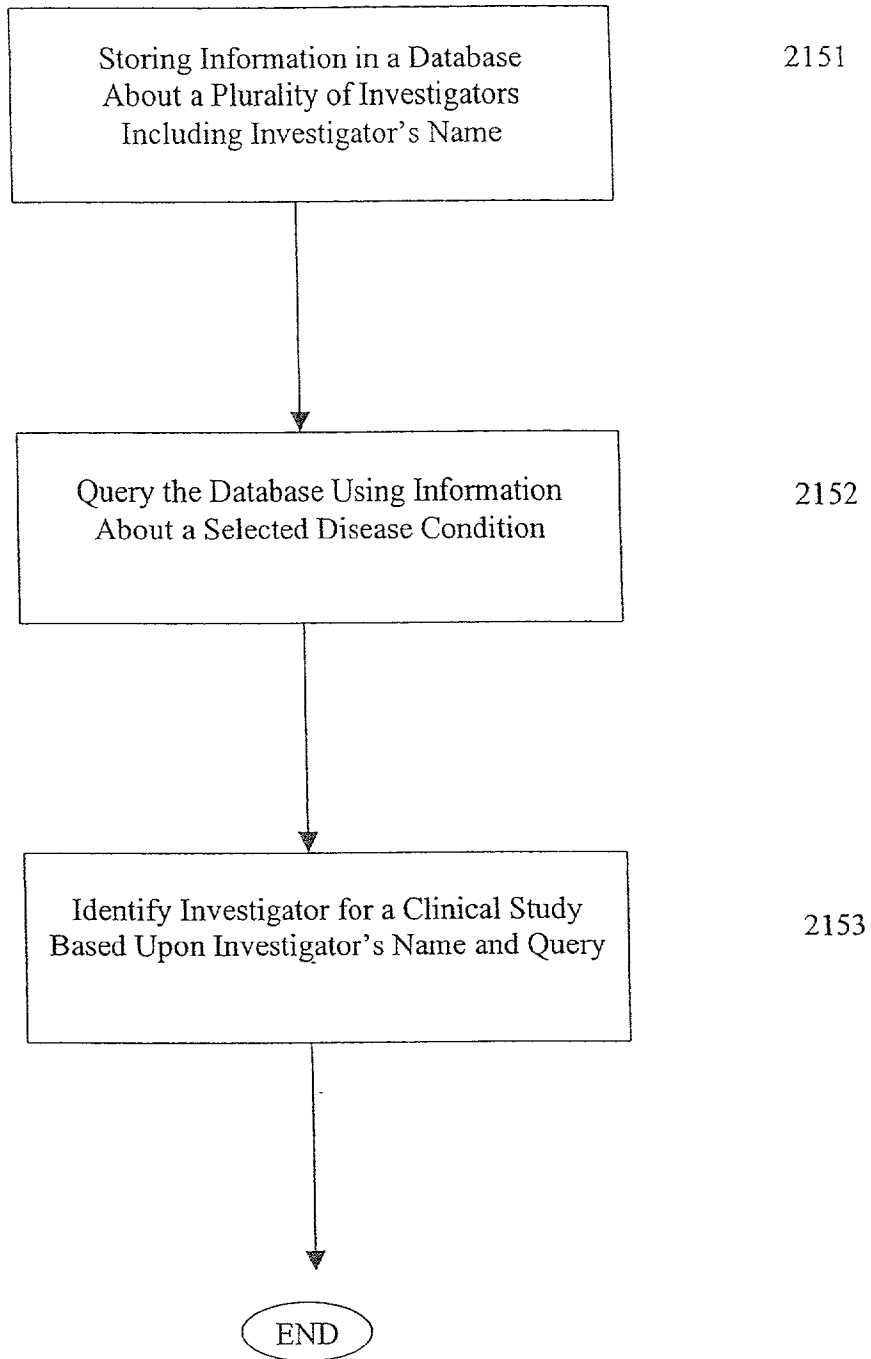 Storing Information in a Database
About a Plurality of Investigators
Including Investigator's Name
2151
Query the Database Using Information
About a Selected Disease Condition
2152
Identify Investigator for a Clinical Study
Based Upon Investigator's Name and Query
2153
END